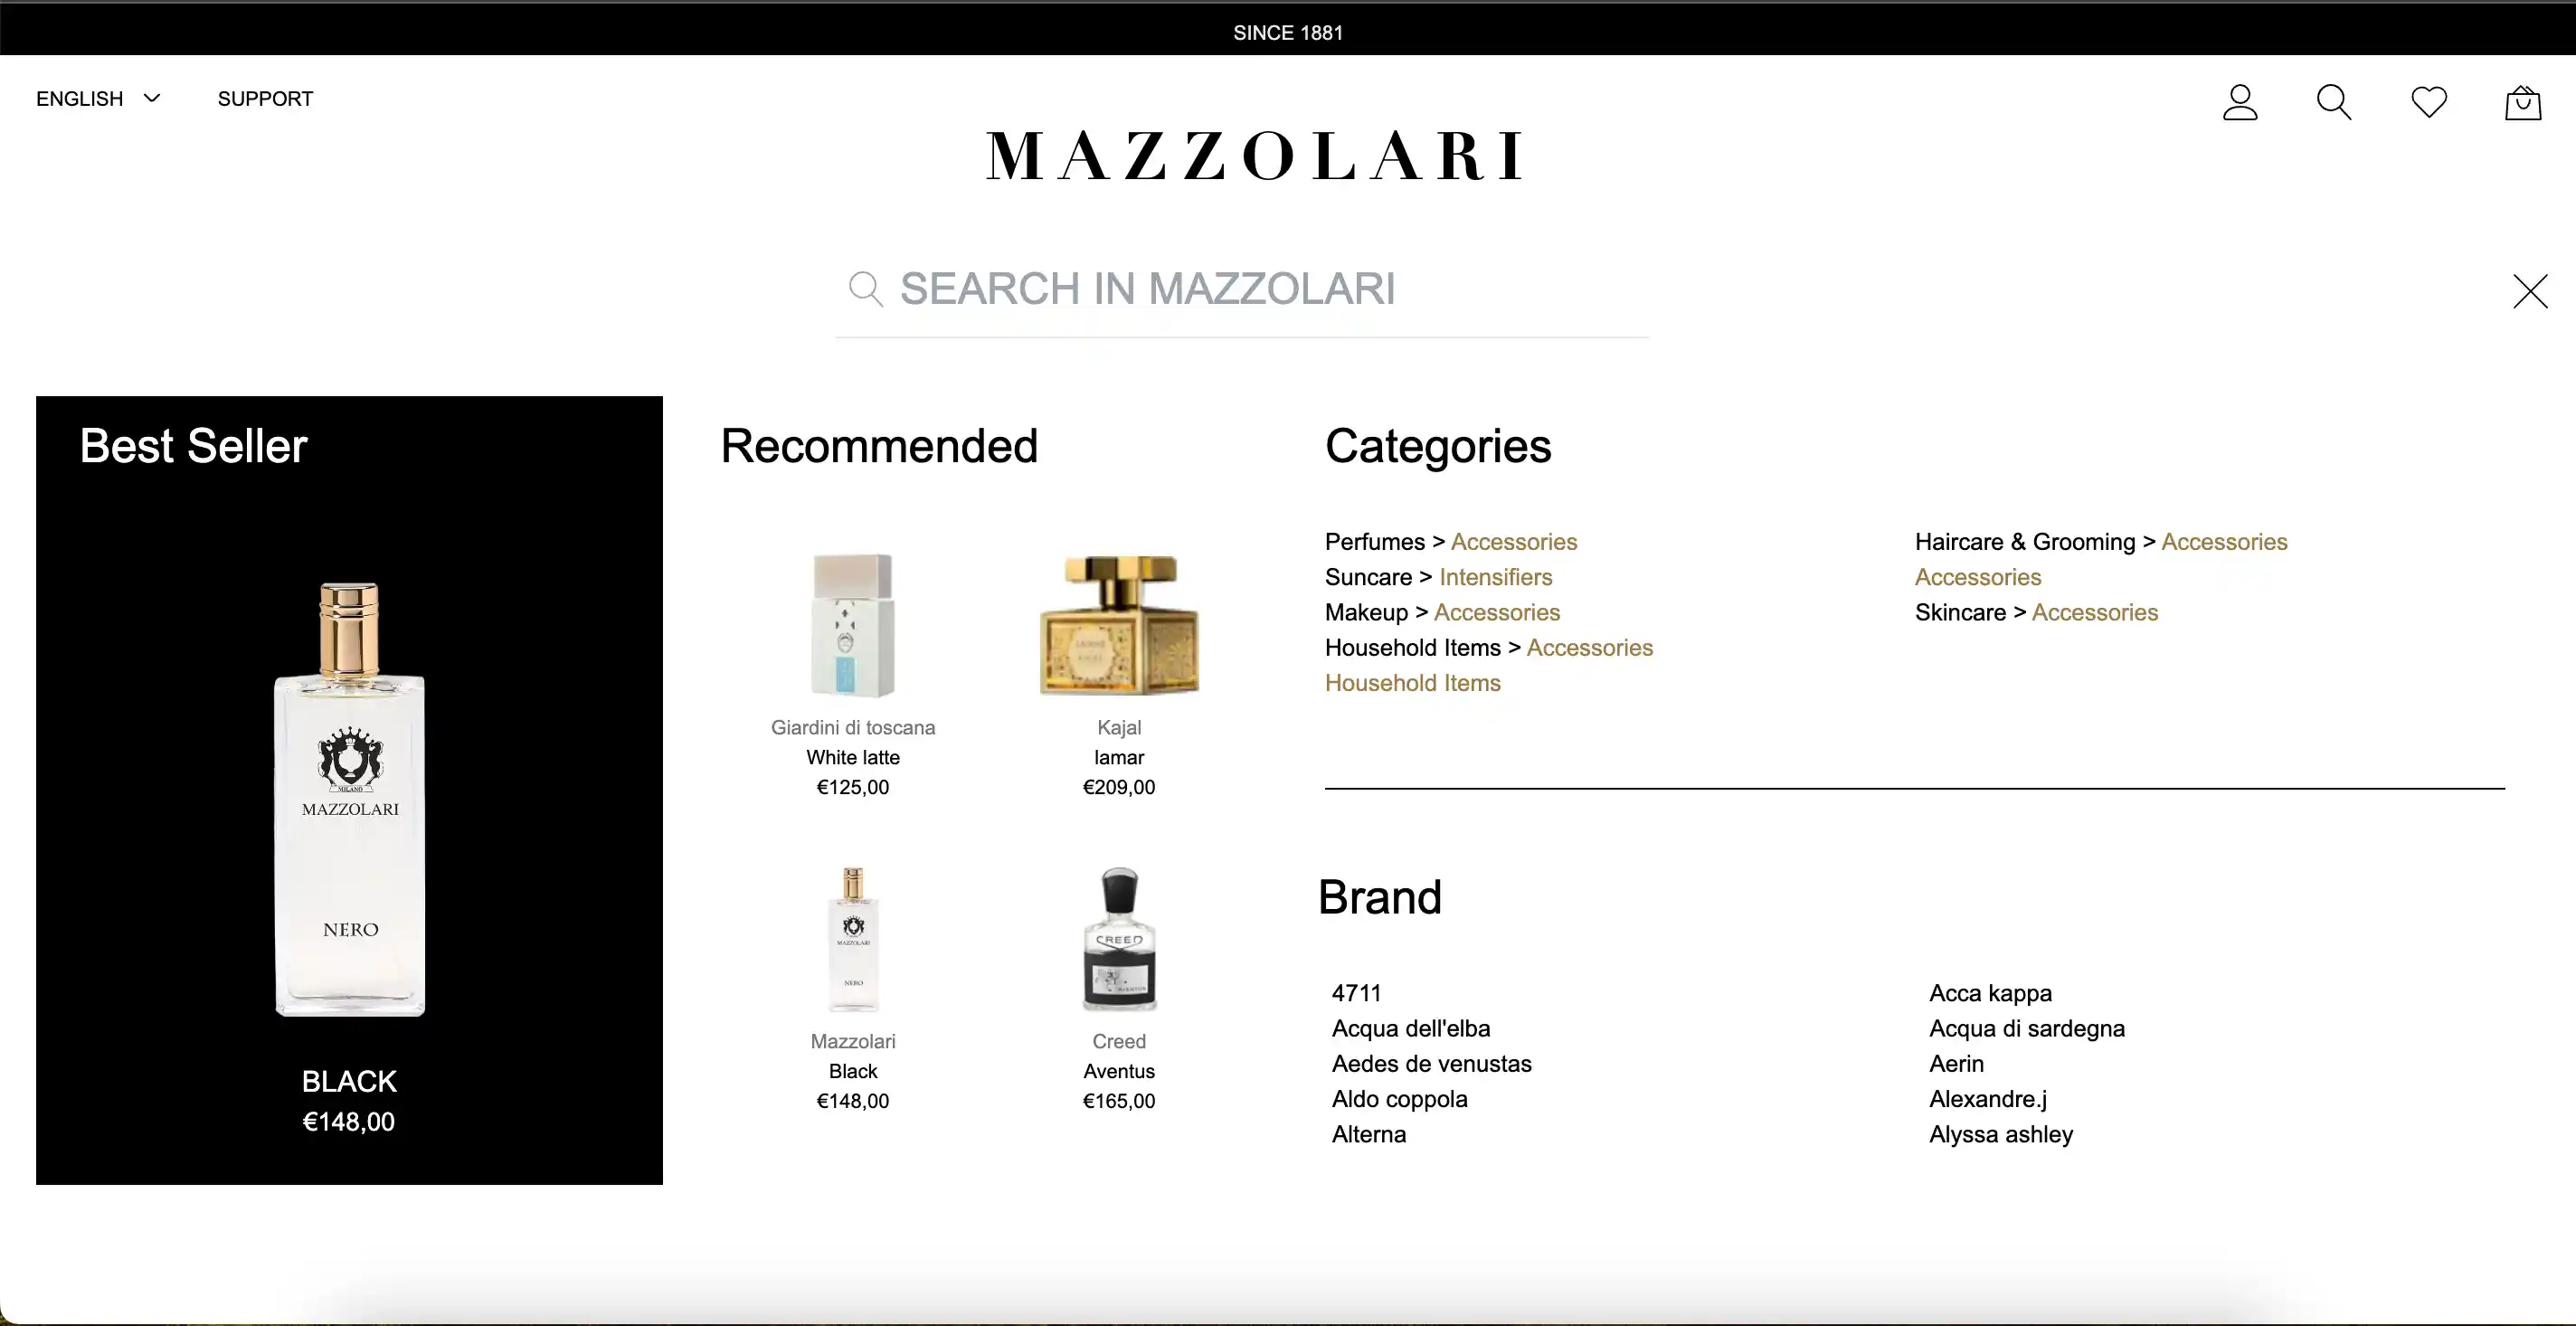 SINCE 1881
ENGLISH
SUPPORT
MAZZOLARI
SEARCH IN MAZZOLARI
Best Seller
MILANO
MAZZOLARI
NERO
BLACK
€148,00
Recommended
Giardini di toscana
White latte
€125,00
Kajal
lamar
€209,00
MAZZOLARI
NERO
Mazzolari
Black
€148,00
CREED
AVENTUS
Creed
Aventus
€165,00
Categories
Perfumes > Accessories
Suncare > Intensifiers
Makeup > Accessories
Household Items > Accessories
Household Items
Haircare & Grooming > Accessories
Accessories
Skincare > Accessories
Brand
4711
Acqua dell'elba
Aedes de venustas
Aldo coppola
Alterna
Acca kappa
Acqua di sardegna
Aerin
Alexandre.j
Alyssa ashley